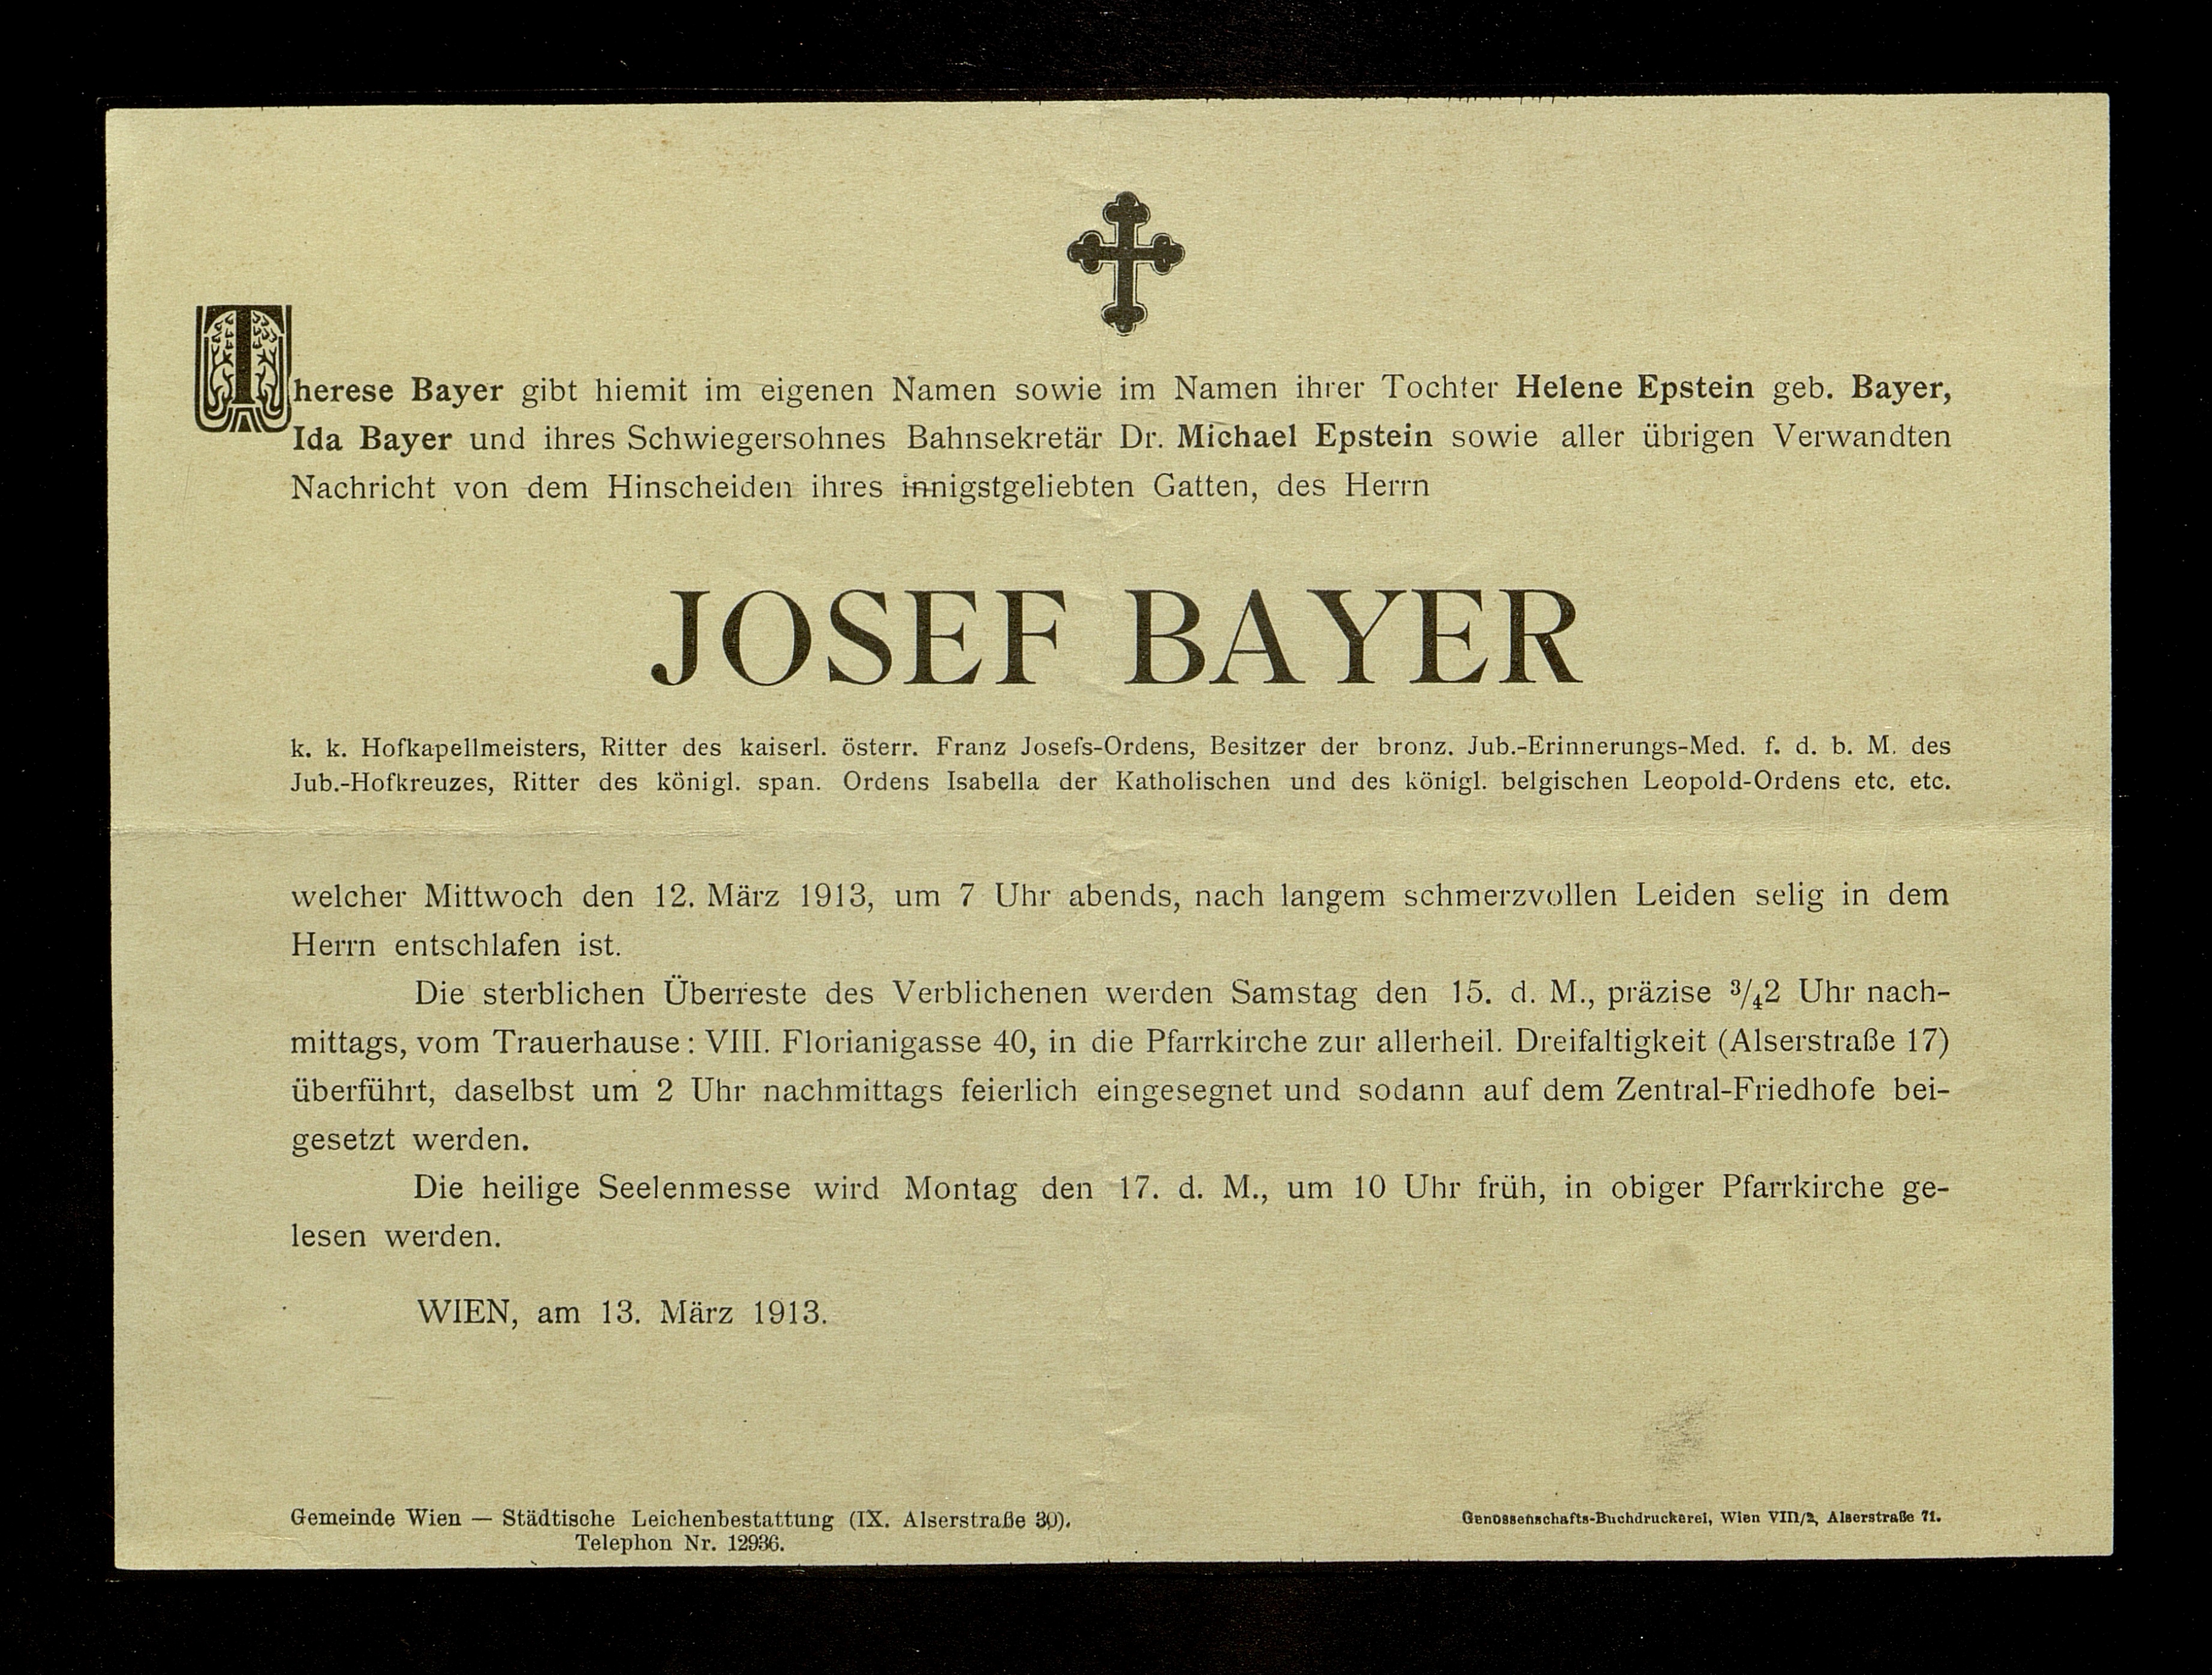 Therese Bayer gibt hiemit im eigenen Namen sowie im Namen ihrer Tochter Helene Epstein geb. Bayer,
Ida Bayer und ihres Schwiegersohnes Bahnsekretär Dr. Michael Epstein sowie aller übrigen Verwandten
Nachricht von dem Hinscheiden ihres innigstgeliebten Gatten, des Herrn
JOSEF BAYER
k. k. Hofkapellmeisters, Ritter des kaiserl. österr. Franz Josefs-Ordens, Besitzer der bronz. Jub.-Erinnerungs-Med. f. d. b. M. des
Jub.-Hofkreuzes, Ritter des königl. span. Ordens Isabella der Katholischen und des königl. belgischen Leopold-Ordens etc. etc.
welcher Mittwoch den 12. März 1913, um 7 Uhr abends, nach langem schmerzvollen Leiden selig in dem
Herrn entschlafen ist.
Die sterblichen Überreste des Verblichenen werden Samstag den 15. d. M., präzise ¾2 Uhr nach-
mittags, vom Trauerhause: VIII. Florianigasse 40, in die Pfarrkirche zur allerheil. Dreifaltigkeit (Alserstraße 17)
überführt, daselbst um 2 Uhr nachmittags feierlich eingesegnet und sodann auf dem Zentral-Friedhofe bei-
gesetzt werden.
Die heilige Seelenmesse wird Montag den 17. d. M., um 10 Uhr früh, in obiger Pfarrkirche ge-
lesen werden.
WIEN, am 13. März 1913.
Gemeinde Wien — Städtische Leichenbestattung (IX. Alserstraße 30).
Telephon Nr. 12936.
Genossenschafts-Buchdruckerei, Wien VIII/2, Alserstraße 71.